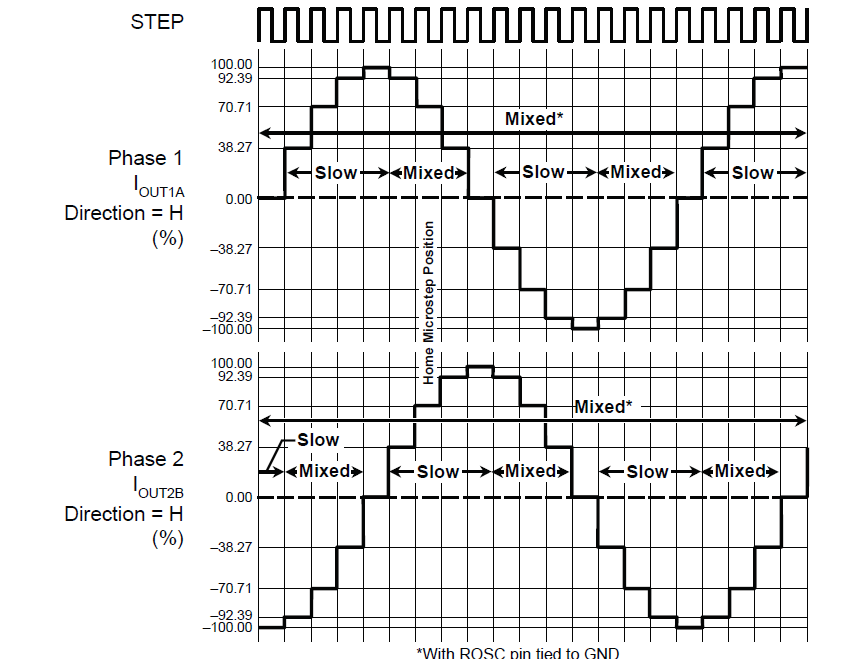 STEP
100.00
92.39
70.71
Mixed*
38.27
Phase 1
Slow
Mixed
Slow
Mixed
Slow
IOUT1A
0.00
Direction = H
(%)
–38.27
Home Microstep Position
–70.71
–92.39
–100.00
100.00
92.39
70.71
Mixed*
38.27
Slow
Phase 2
Mixed
Slow
Mixed
Slow
Mixed
IOUT2B
0.00
Direction = H
(%)
–38.27
–70.71
–92.39
–100.00
*With ROSC pin tied to GND